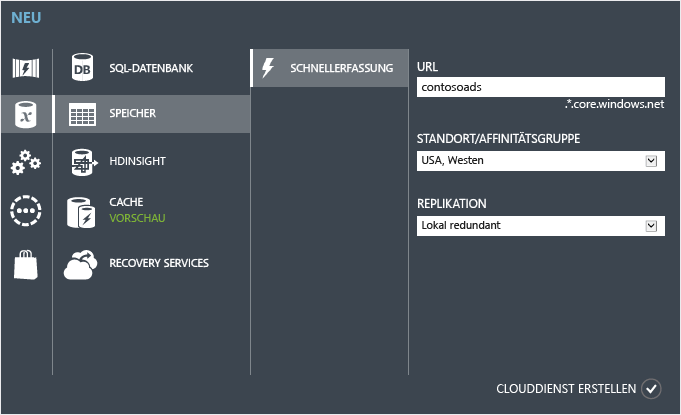 NEU
DB
SQL-DATENBANK
x
SPEICHER
HDINSIGHT
CACHE
VORSCHAU
RECOVERY SERVICES
SCHNELLERFASSUNG
URL
contosoads
.*.core.windows.net
STANDORT/AFFINITÄTSGRUPPE
USA, Westen
REPLIKATION
Lokal redundant
CLOUDDIENST ERSTELLEN